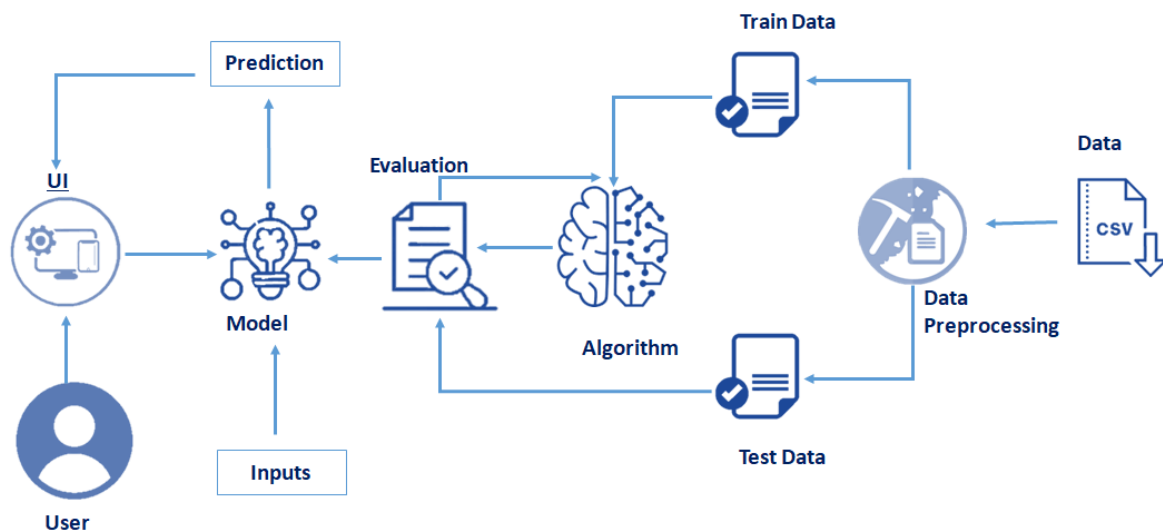 Train Data
Prediction
Data
Evaluation
UI
CSV
Model
Data
Preprocessing
Algorithm
Inputs
Test Data
User